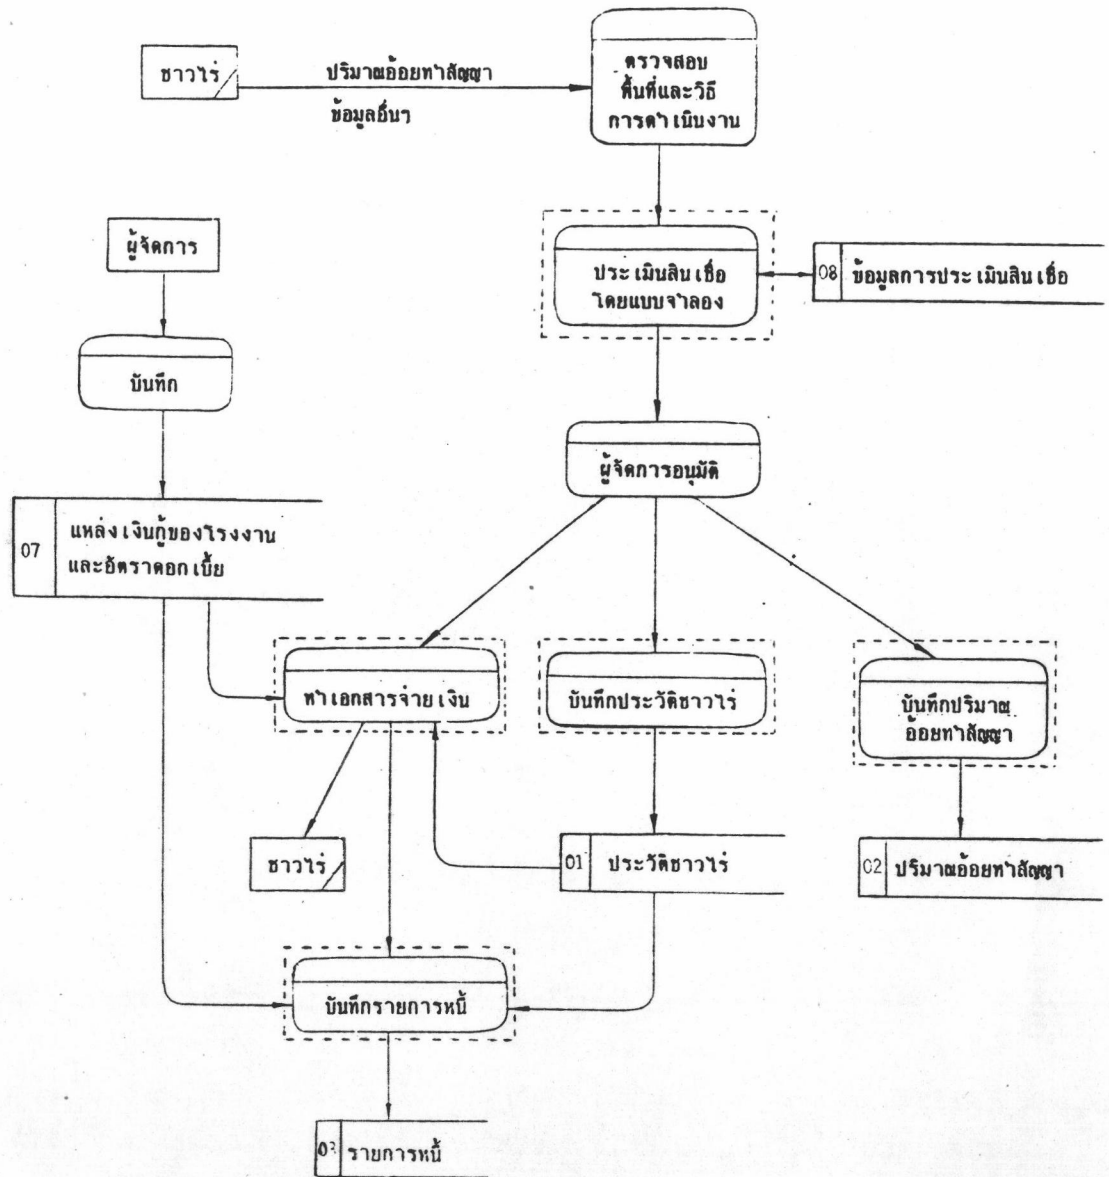 ชาวไร่
ปริมาณอ้อยทำสัญญา
ข้อมูลอื่นๆ
ตรวจสอบ
พื้นที่และวิธี
การดำเนินงาน
ผู้จัดการ
ประเมินสินเชื่อ
โดยแบบจำลอง
08 ข้อมูลการประเมินสินเชื่อ
บันทึก
ผู้จัดการอนุมัติ
07
แหล่งเงินกู้ของโรงงาน
และอัตราดอกเบี้ย
ทำเอกสารจ่ายเงิน
บันทึกประวัติชาวไร่
บันทึกปริมาณ
อ้อยทำสัญญา
ชาวไร่
01 ประวัติชาวไร่
02 ปริมาณอ้อยทำสัญญา
บันทึกรายการหนี้
03 รายการหนี้